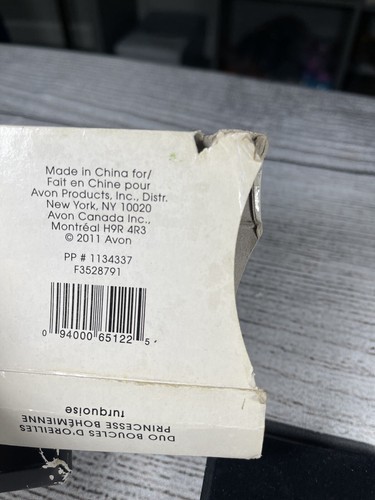 Made in China for/
Fait en Chine pour
Avon Products, Inc., Distr.
New York, NY 10020
Avon Canada Inc.,
Montréal H9R 4R3
© 2011 Avon
PP # 1134337
F3528791
0 94000 65122 5
DUO BOUCLES D'OREILLES
PRINCESSE BOHÉMIENNE
turquoise